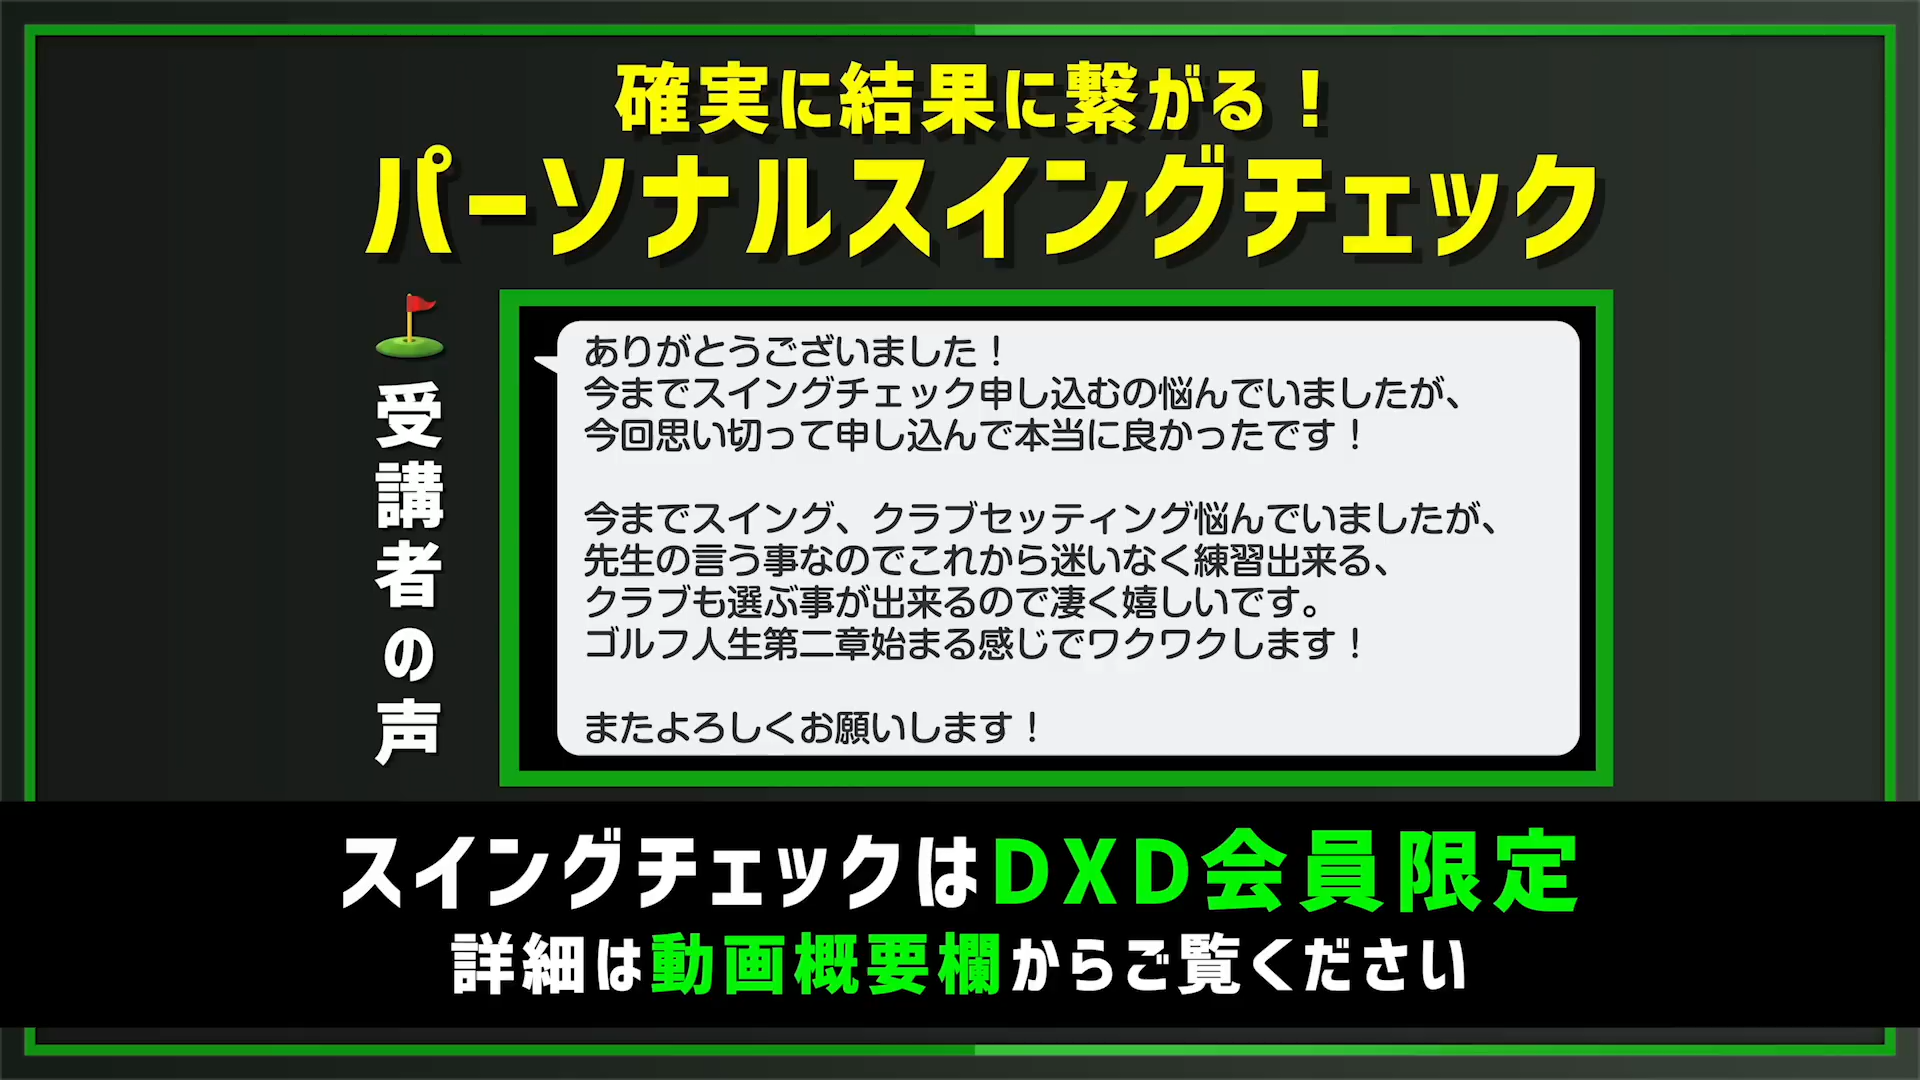 確実に結果に繋がる！
パーソナルスイングチェック
受講者の声
ありがとうございました！
今までスイングチェック申し込むの悩んでいましたが、
今回思い切って申し込んで本当に良かったです！
今までスイング、クラブセッティング悩んでいましたが、
先生の言う事なのでこれから迷いなく練習出来る、
クラブも選ぶ事が出来るので凄く嬉しいです。
ゴルフ人生第二章始まる感じでワクワクします！
またよろしくお願いします！
スイングチェックはDXD会員限定
詳細は動画概要欄からご覧ください